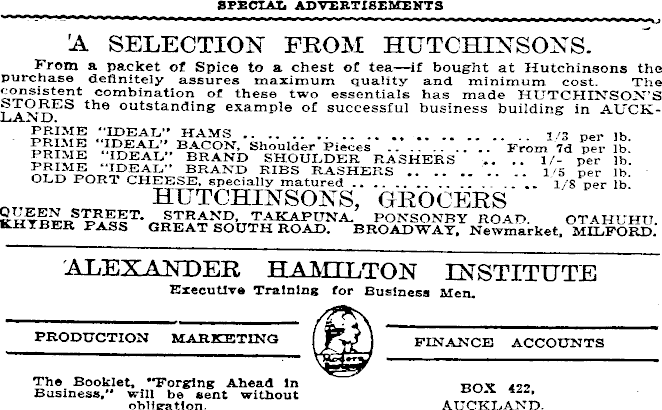 SPECIAL ADVERTISEMENTS
A SELECTION FROM HUTCHINSONS.
From a packet of Spice to a chest of tea—if bought at Hutchinsons the
purchase definitely assures maximum quality and minimum cost. The
consistent combination of these two essentials has made HUTCHINSON'S
STORES the outstanding example of successful business building in AUCK-
LAND.
PRIME "IDEAL" HAMS .. .. .. .. .. .. .. .. .. .. 1/3 per lb.
PRIME "IDEAL" BACON, Shoulder Pieces .. .. .. .. From 7d per lb.
PRIME "IDEAL" BRAND SHOULDER RASHERS .. .. 1/- per lb.
PRIME "IDEAL" BRAND RIBS RASHERS .. .. .. .. .. 1/5 per lb.
OLD PORT CHEESE, specially matured .. .. .. .. .. .. .. 1/8 per lb.
HUTCHINSONS, GROCERS
QUEEN STREET. STRAND, TAKAPUNA. PONSONBY ROAD. OTAHUHU.
KHYBER PASS GREAT SOUTH ROAD. BROADWAY, Newmarket, MILFORD.
ALEXANDER HAMILTON INSTITUTE
Executive Training for Business Men.
PRODUCTION MARKETING
FINANCE ACCOUNTS
Modern
The Booklet, "Forging Ahead in
Business," will be sent without
obligation.
BOX 422,
AUCKLAND.